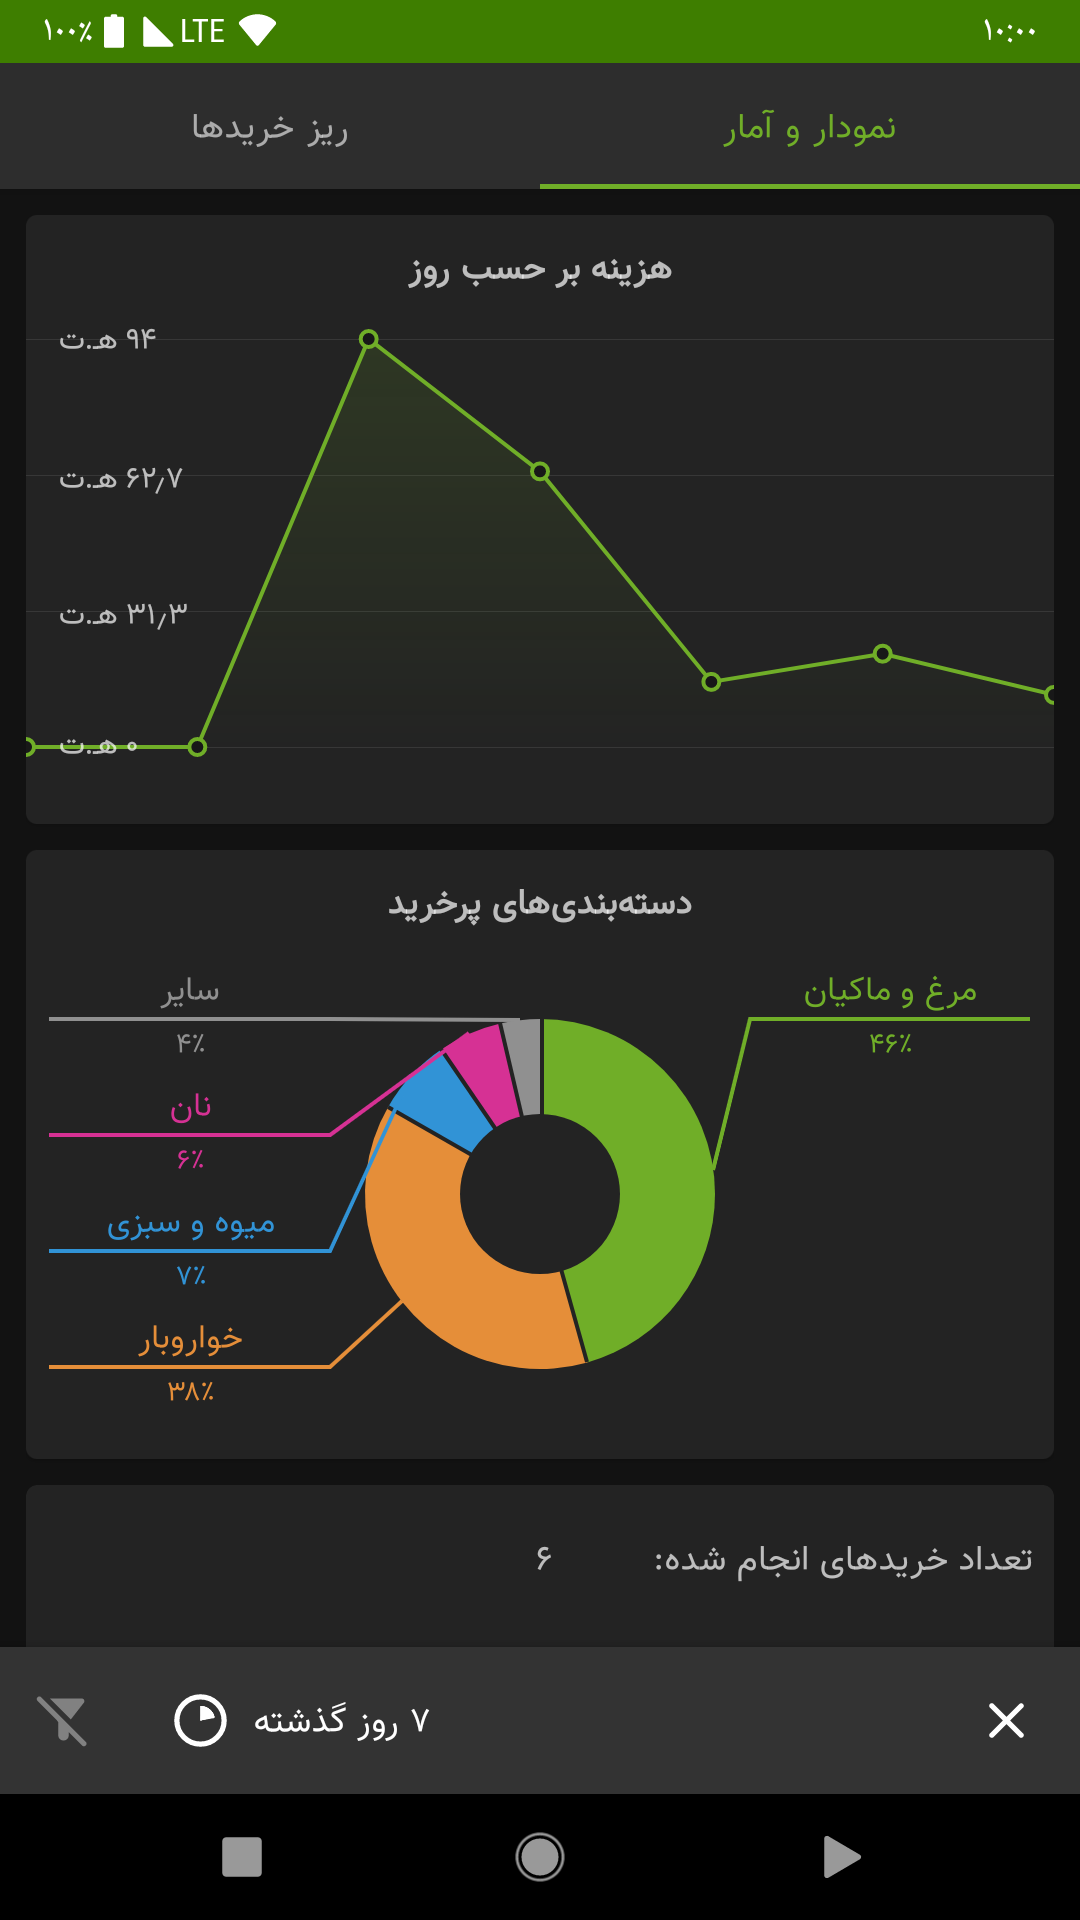 ۱۰۰٪ LTE ۱۰:۰۰
نمودار و آمار
ریز خریدها
هزینه بر حسب روز
۹۴ هـ.ت
۶۲٫۷ هـ.ت
۳۱٫۳ هـ.ت
۰ هـ.ت
دسته‌بندی‌های پرخرید
مرغ و ماکیان
۴۶٪
سایر
۴٪
نان
۶٪
میوه و سبزی
۷٪
خواروبار
۳۸٪
تعداد خریدهای انجام شده: ۶
۷ روز گذشته